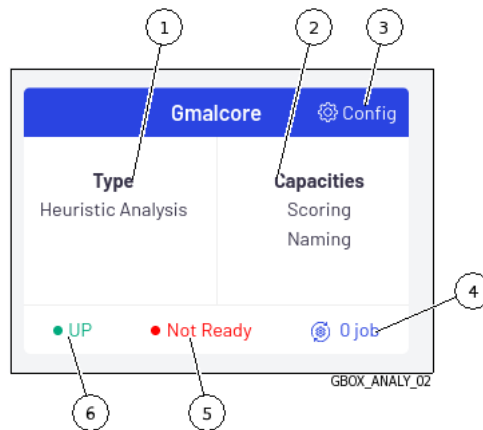 1 2 3
Gmalcore Config
Type Capacities
Heuristic Analysis Scoring
Naming
4
UP Not Ready 0 job
GBOX_ANALY_02
6 5